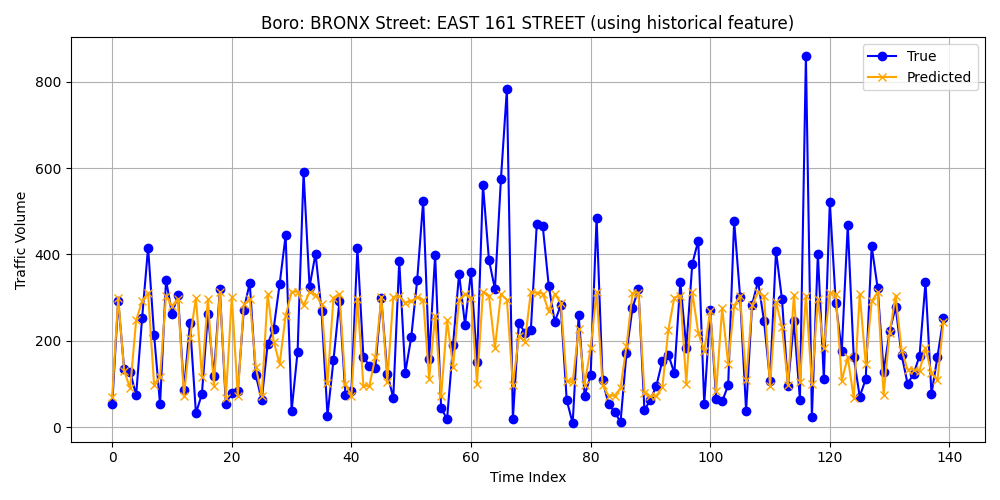 Boro: BRONX Street: EAST 161 STREET (using historical feature)
True
Predicted
Traffic Volume
800
600
400
200
0
0 20 40 60 80 100 120 140
Time Index